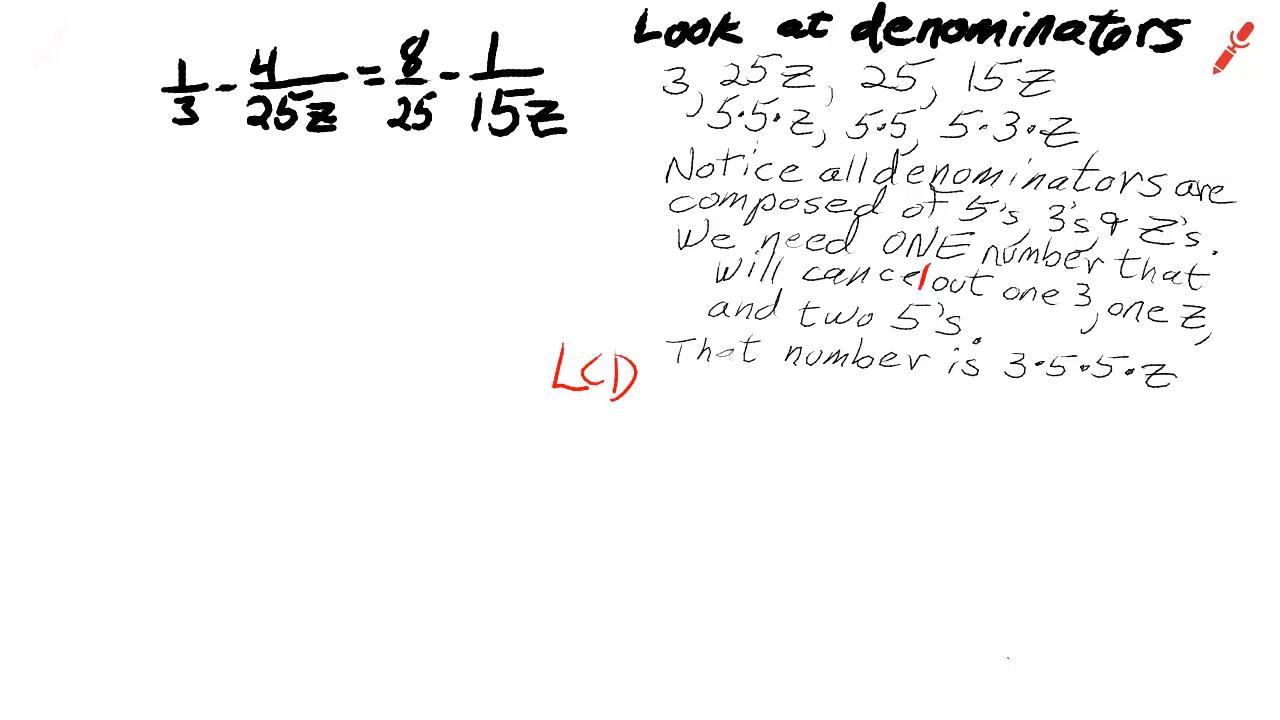 1/3 - 4/25z = 8/25 - 1/15z
Look at denominators
3, 25z, 25, 15z
5·5·z, 5·5, 5·3·z
Notice all denominators are
composed of 5's, 3's, & z's.
We need ONE number that
will cancel out one 3, one z,
and two 5's.
That number is 3·5·5·z
LCD